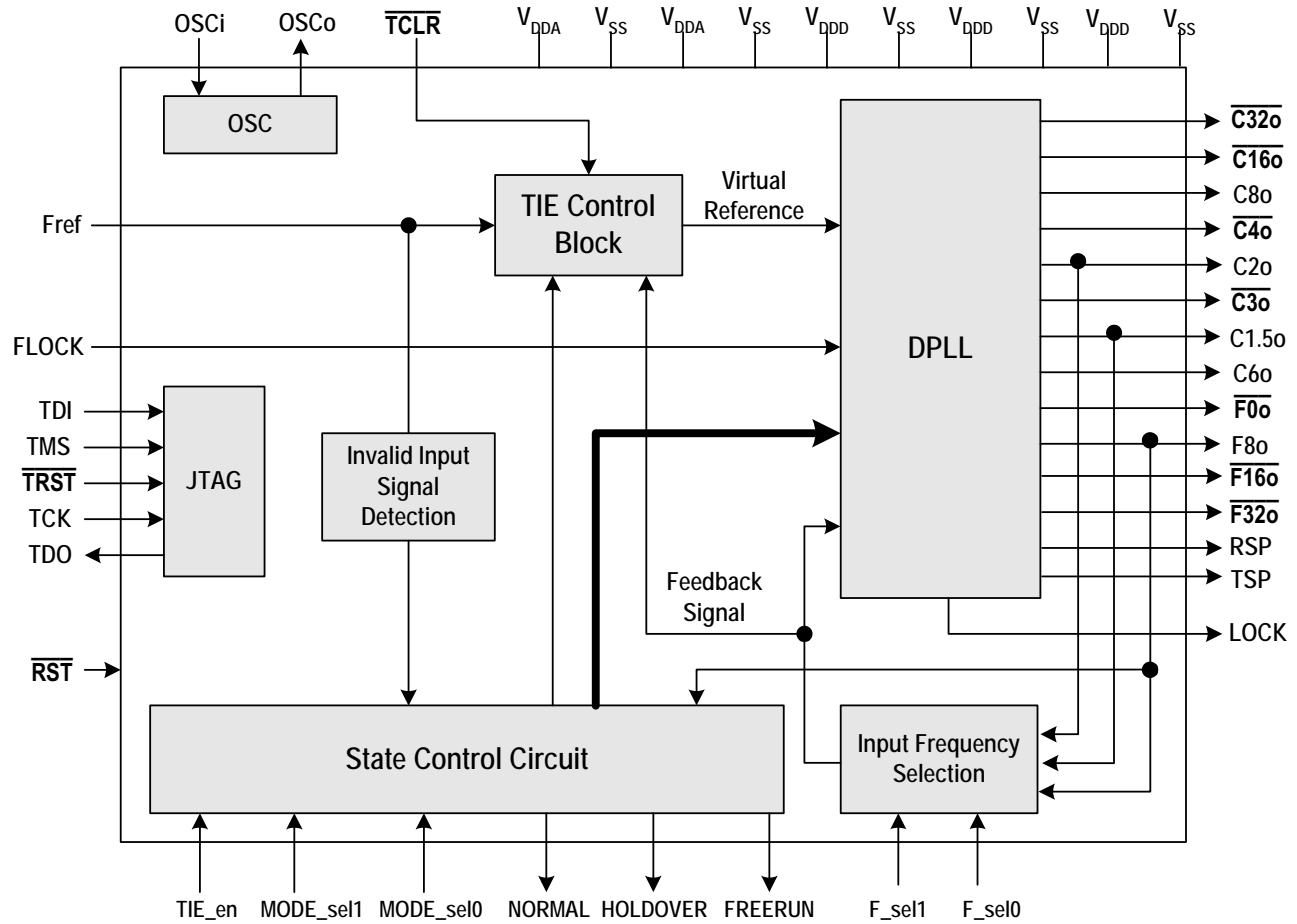 OSCi OSCo TCLR VDDA VSS VDDA VSS VDDD VSS VDDD VSS VDDD VSS
OSC
TIE Control
Block
Virtual
Reference
DPLL
Fref
FLOCK
TDI
TMS
TRST
TCK
TDO
JTAG
Invalid Input
Signal
Detection
Feedback
Signal
RST
C32o
C16o
C8o
C4o
C2o
C3o
C1.5o
C6o
F0o
F8o
F16o
F32o
RSP
TSP
LOCK
State Control Circuit
Input Frequency
Selection
TIE_en MODE_sel1 MODE_sel0 NORMAL HOLDOVER FREERUN F_sel1 F_sel0